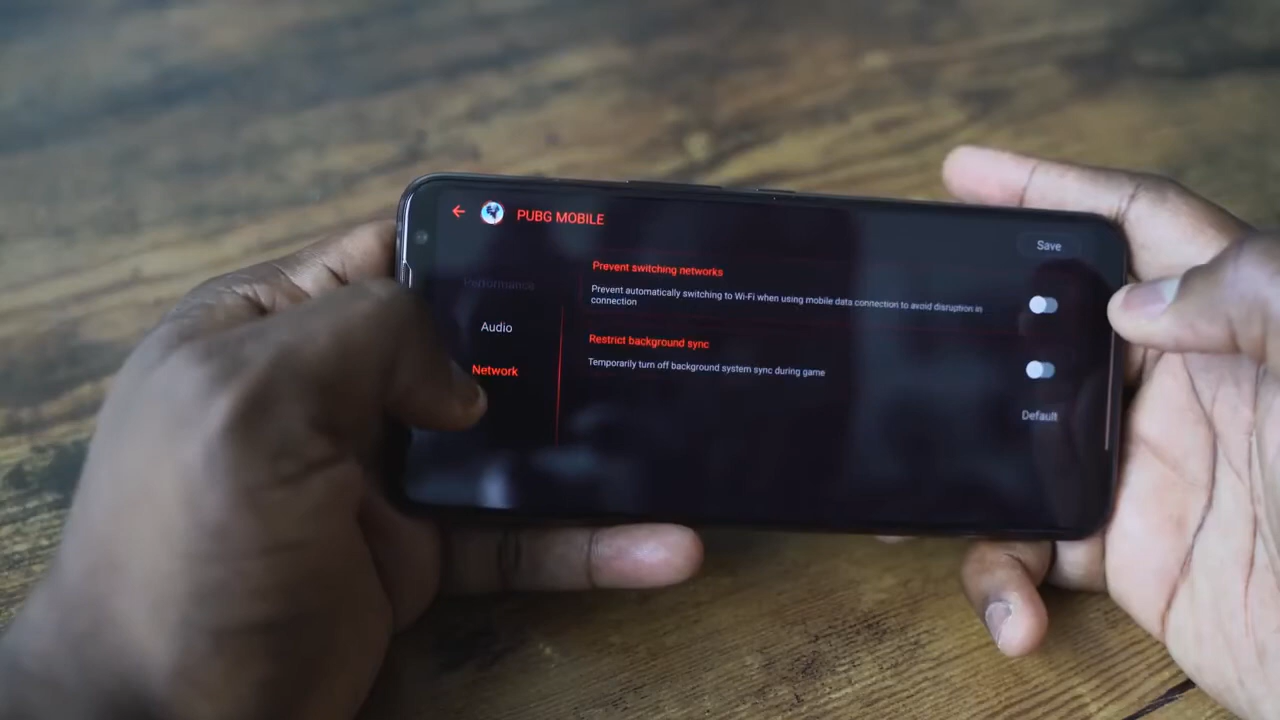 PUBG MOBILE
Save
Performance
Audio
Network
Prevent switching networks
Prevent automatically switching to Wi-Fi when using mobile data connection to avoid disruption in
connection
Restrict background sync
Temporarily turn off background system sync during game
Default